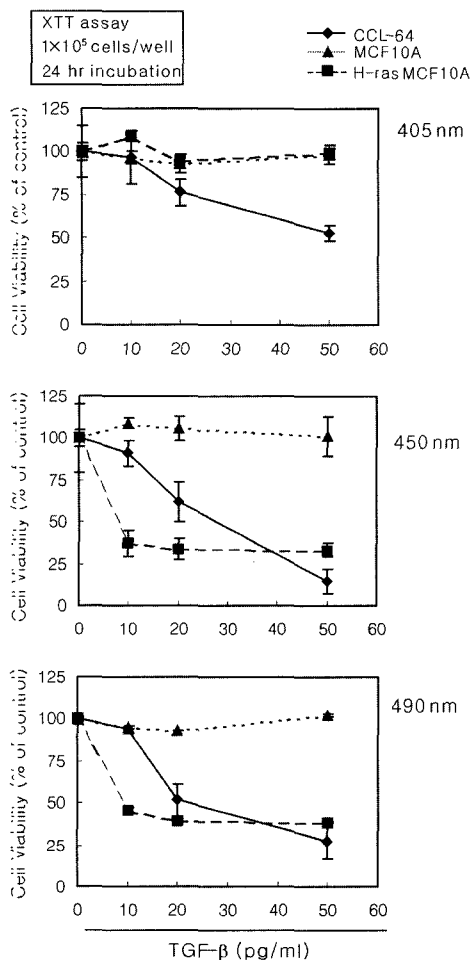 XTT assay
1×10⁵ cells/well
24 hr incubation
CCL-64
MCF10A
H-ras MCF10A
405 nm
Cell Viability (% of control)
125
100
75
50
25
0
0 10 20 30 40 50 60
450 nm
Cell Viability (% of control)
125
100
75
50
25
0
0 10 20 30 40 50 60
490 nm
Cell Viability (% of control)
125
100
75
50
25
0
0 10 20 30 40 50 60
TGF-β (pg/ml)